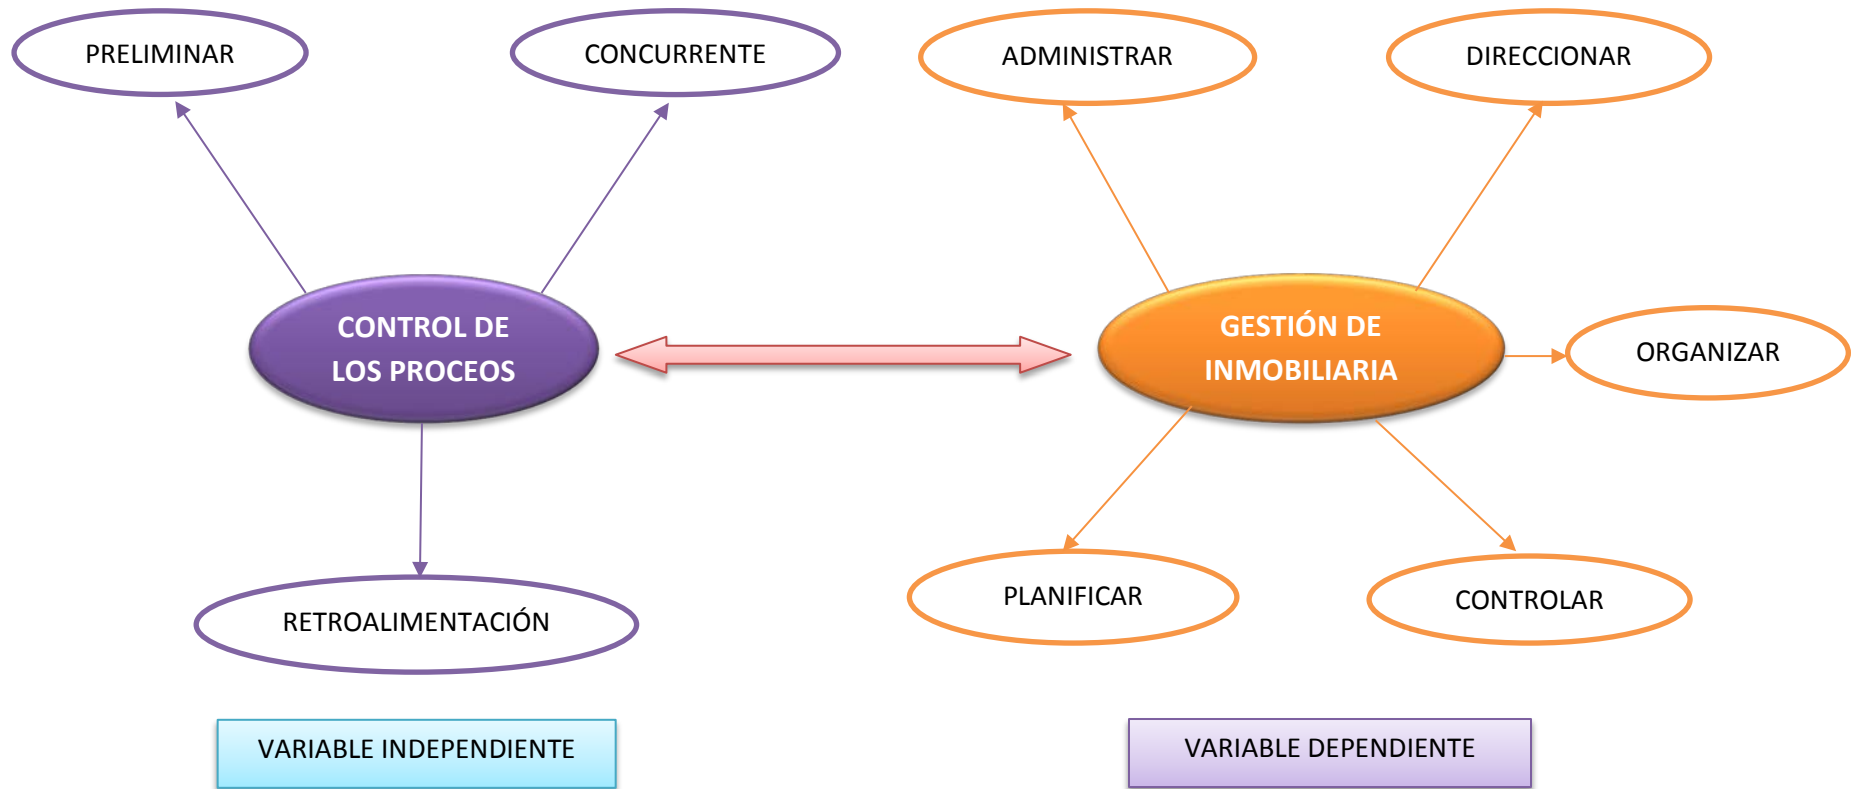 PRELIMINAR
CONCURRENTE
ADMINISTRAR
DIRECCIONAR
CONTROL DE
LOS PROCEOS
GESTIÓN DE
INMOBILIARIA
ORGANIZAR
RETROALIMENTACIÓN
PLANIFICAR
CONTROLAR
VARIABLE INDEPENDIENTE
VARIABLE DEPENDIENTE